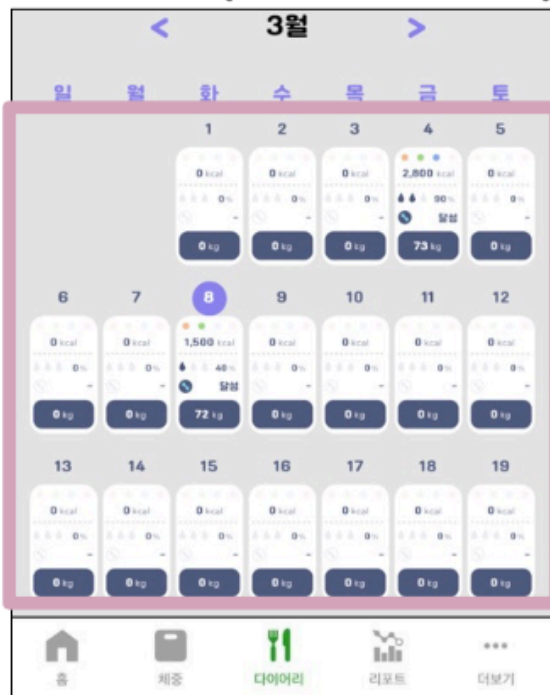 < 3월 >
일 월 화 수 목 금 토
1 2 3 4 5
0 kcal 0 kcal 0 kcal 2,800 kcal 0 kcal
0% 0% 0% 90% 0%
- - - 달성 -
0 kg 0 kg 0 kg 73 kg 0 kg
6 7 8 9 10 11 12
0 kcal 0 kcal 1,500 kcal 0 kcal 0 kcal 0 kcal 0 kcal
0% 0% 40% 0% 0% 0% 0%
- - 달성 - - - -
0 kg 0 kg 72 kg 0 kg 0 kg 0 kg 0 kg
13 14 15 16 17 18 19
0 kcal 0 kcal 0 kcal 0 kcal 0 kcal 0 kcal 0 kcal
0% 0% 0% 0% 0% 0% 0%
- - - - - - -
0 kg 0 kg 0 kg 0 kg 0 kg 0 kg 0 kg
홈 체중 다이어리 리포트 더보기